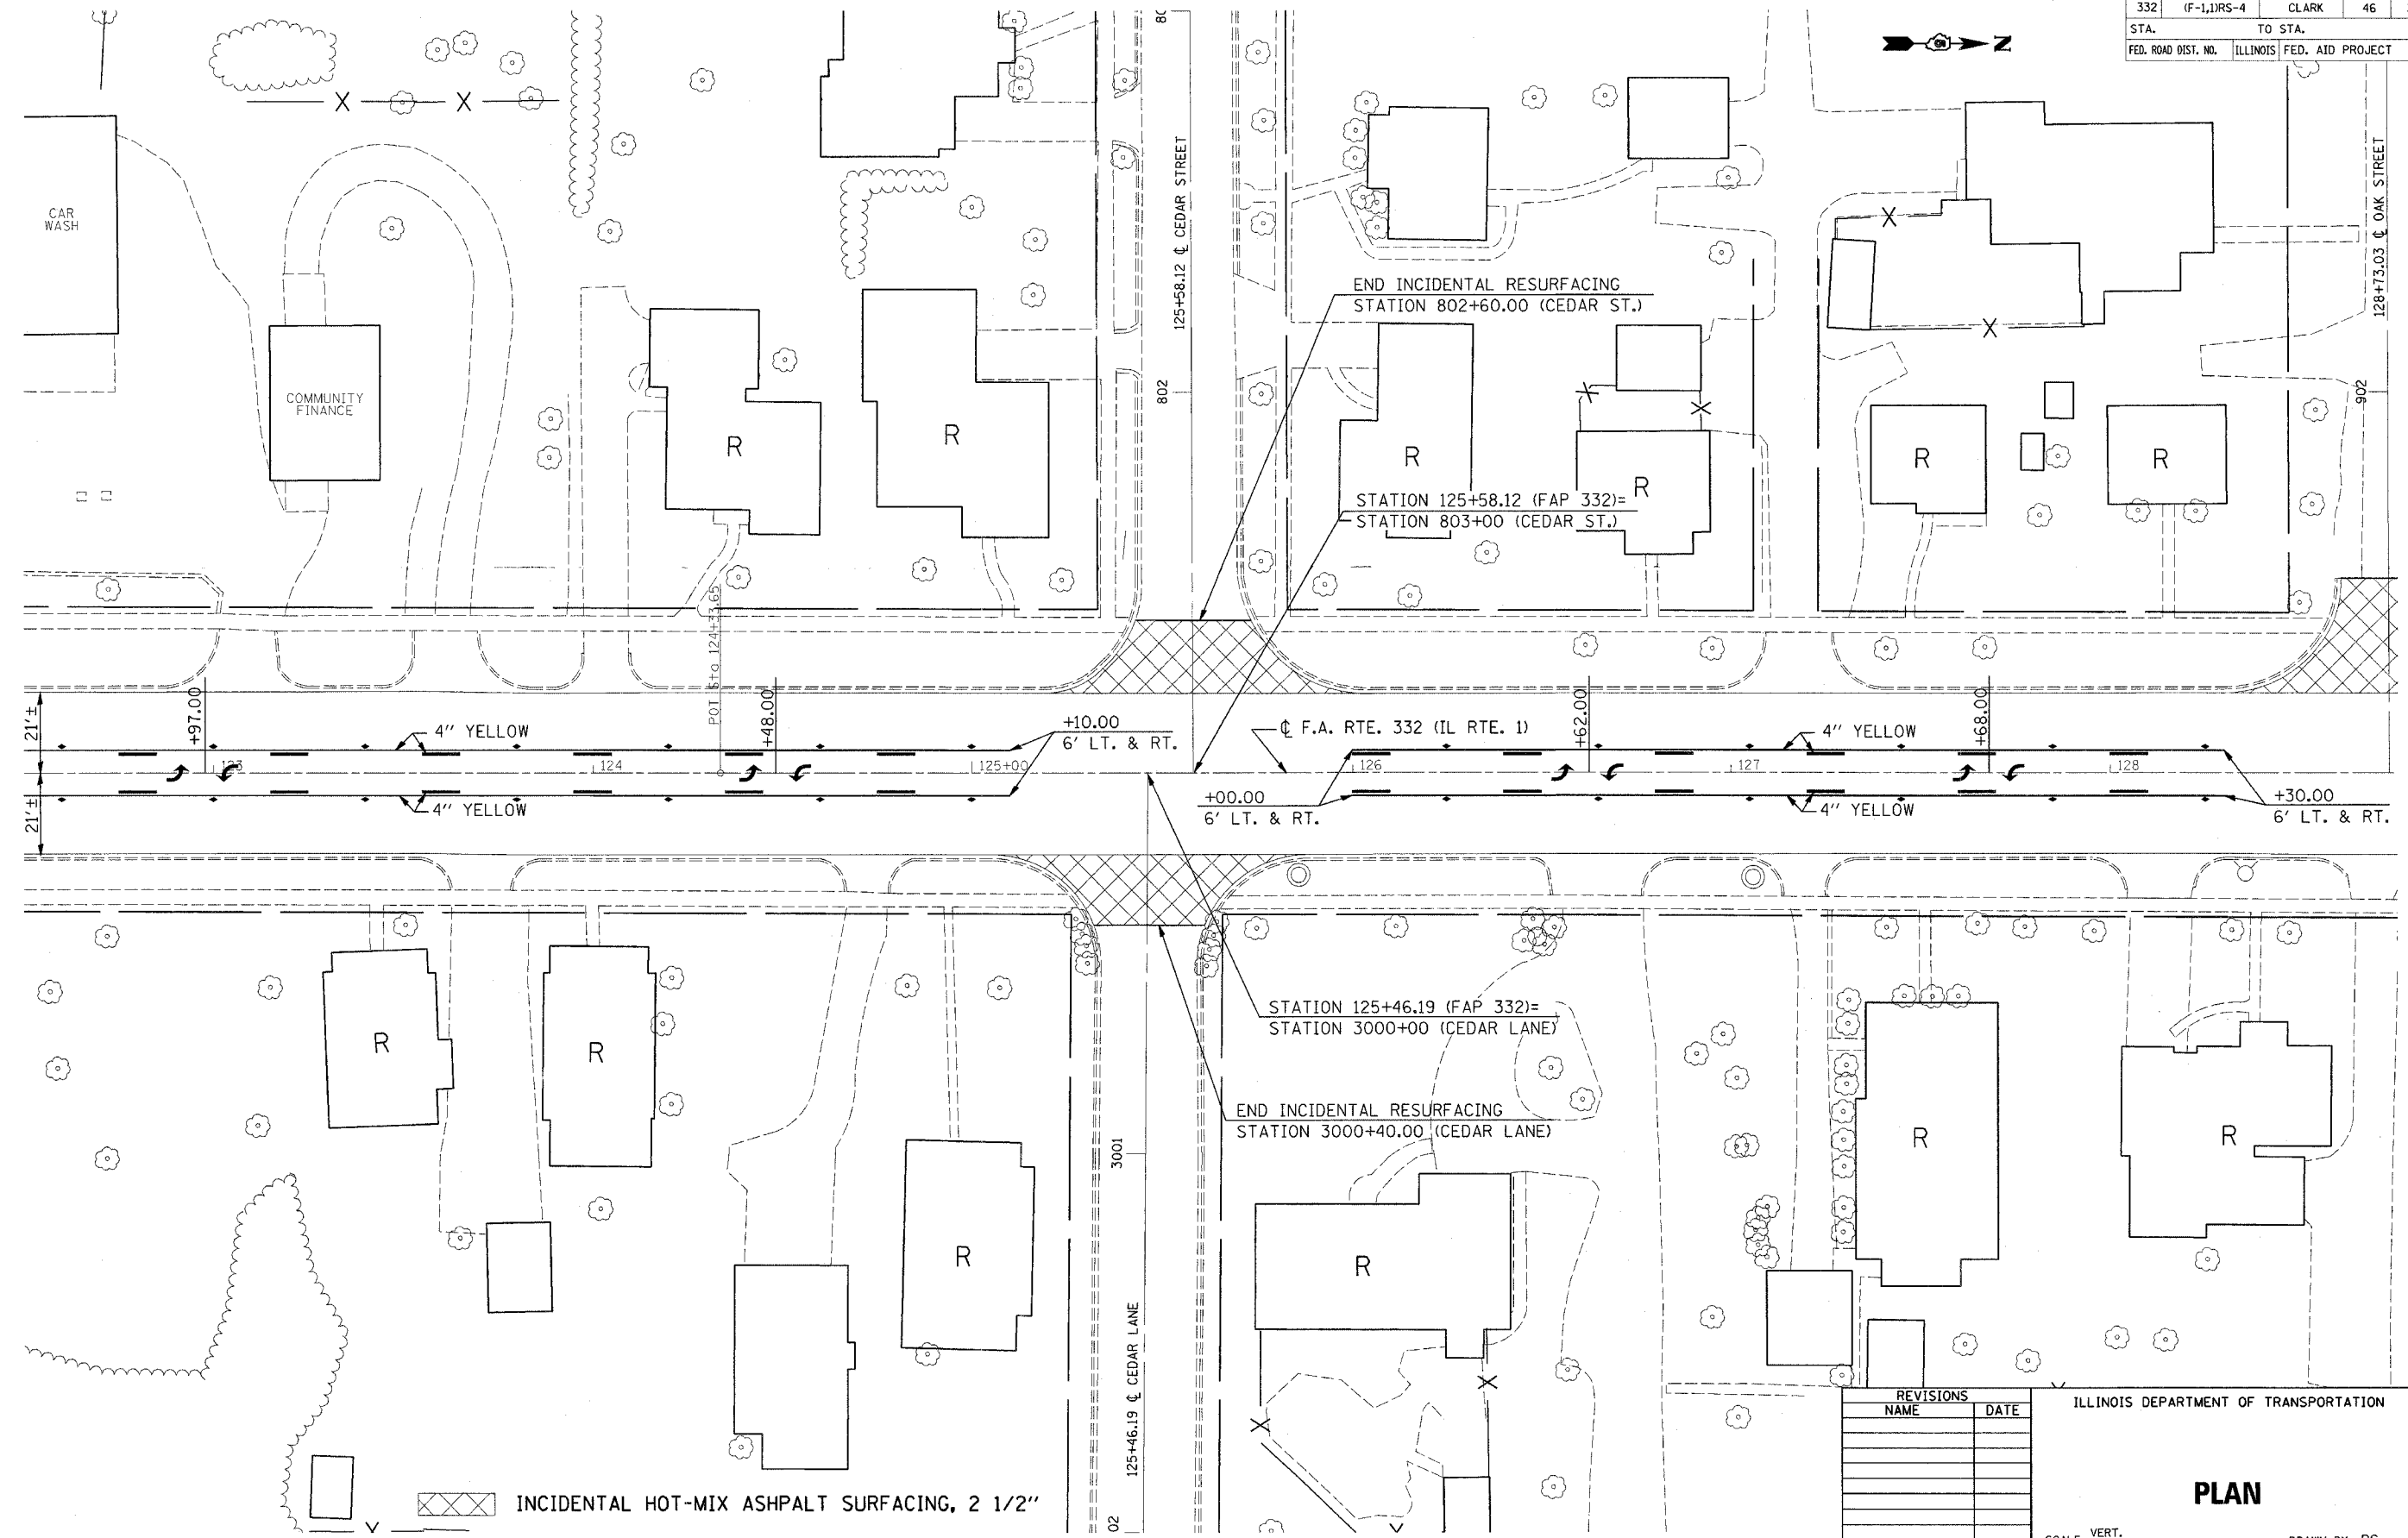 332 (F-1,1)RS-4 CLARK 46
STA. TO STA.
FED. ROAD DIST. NO. ILLINOIS FED. AID PROJECT
N
X X
CAR
WASH
COMMUNITY
FINANCE
R
R
125+58.12 ℄ CEDAR STREET
802
END INCIDENTAL RESURFACING
STATION 802+60.00 (CEDAR ST.)
X
X
128+73.03 ℄ OAK STREET
902
X X
R
R
R
R
STATION 125+58.12 (FAP 332)=
STATION 803+00 (CEDAR ST.)
POT Sta 124+33.65
21'±
21'±
+97.00
+48.00
+62.00
+68.00
4" YELLOW
+10.00
6' LT. & RT.
℄ F.A. RTE. 332 (IL RTE. 1)
4" YELLOW
123
124
125+00
126
127
128
4" YELLOW
+00.00
6' LT. & RT.
4" YELLOW
+30.00
6' LT. & RT.
R
R
R
STATION 125+46.19 (FAP 332)=
STATION 3000+00 (CEDAR LANE)
END INCIDENTAL RESURFACING
STATION 3000+40.00 (CEDAR LANE)
3001
125+46.19 ℄ CEDAR LANE
02
R
R
R
X
X
INCIDENTAL HOT-MIX ASHPALT SURFACING, 2 1/2"
REVISIONS
NAME DATE
ILLINOIS DEPARTMENT OF TRANSPORTATION
PLAN
VERT.